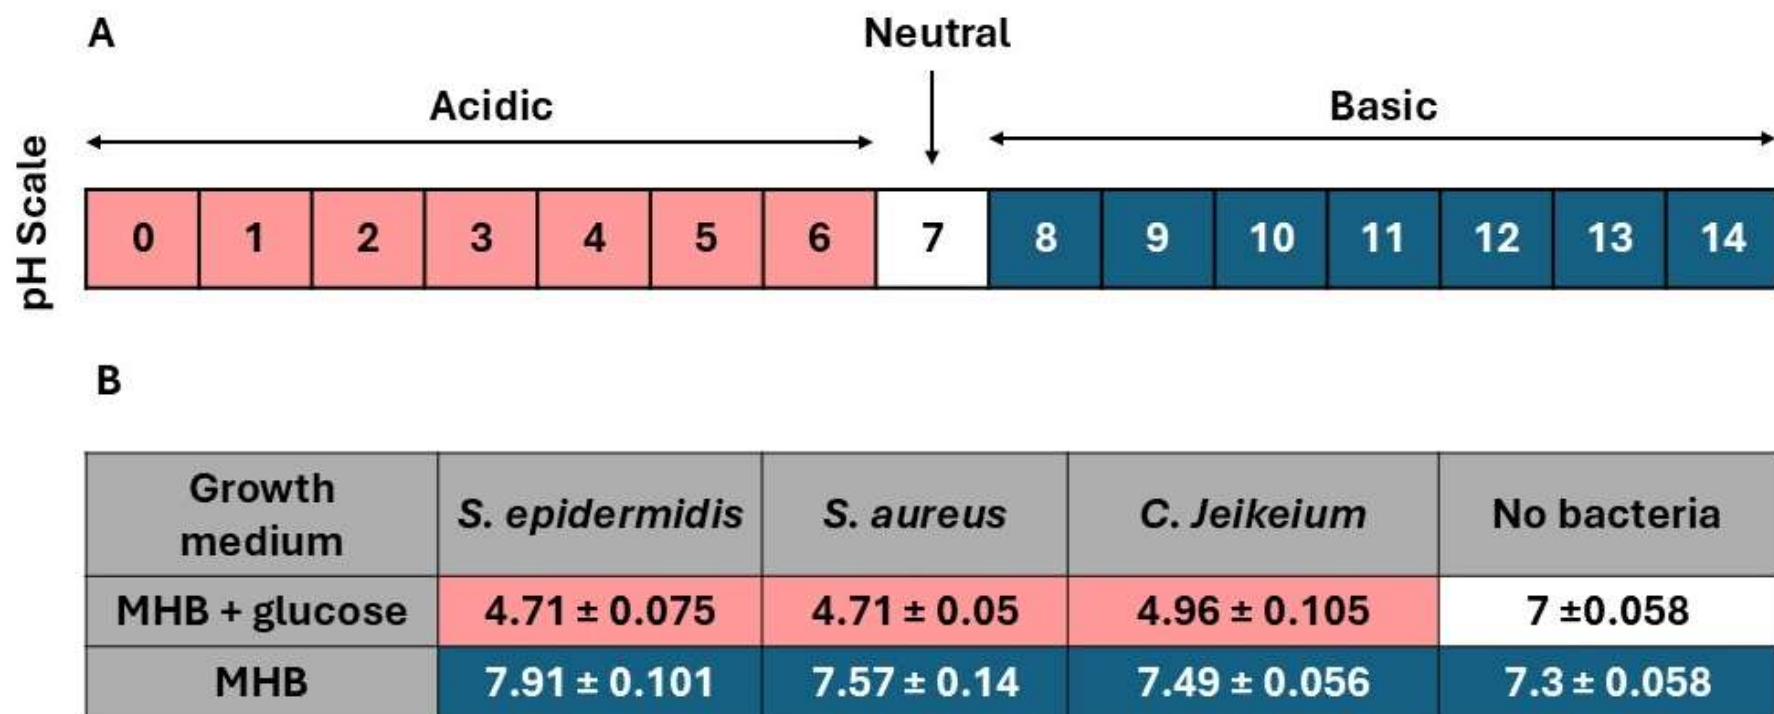 A
Neutral
Acidic
Basic
pH Scale
0 1 2 3 4 5 6 7 8 9 10 11 12 13 14
B
Growth
medium
S. epidermidis
S. aureus
C. Jeikeium
No bacteria
MHB + glucose 4.71 ± 0.075 4.71 ± 0.05 4.96 ± 0.105 7 ±0.058
MHB 7.91 ± 0.101 7.57 ± 0.14 7.49 ± 0.056 7.3 ± 0.058